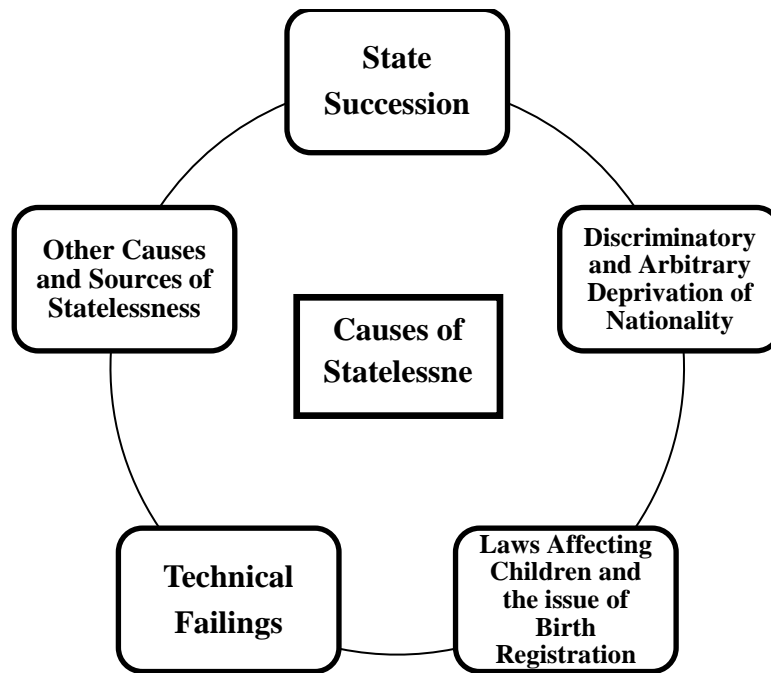 State
Succession
Discriminatory
and Arbitrary
Deprivation of
Nationality
Laws Affecting
Children and
the issue of
Birth
Registration
Technical
Failings
Other Causes
and Sources of
Statelessness
Causes of
Statelessne